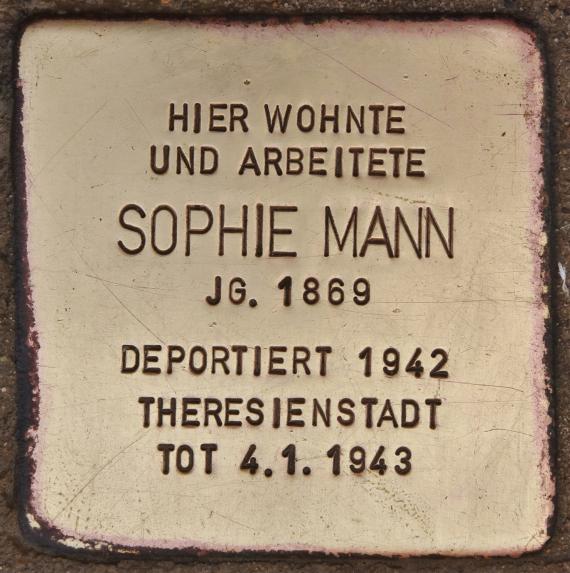 HIER WOHNTE
UND ARBEITETE
SOPHIE MANN
JG. 1869
DEPORTIERT 1942
THERESIENSTADT
TOT 4.1.1943